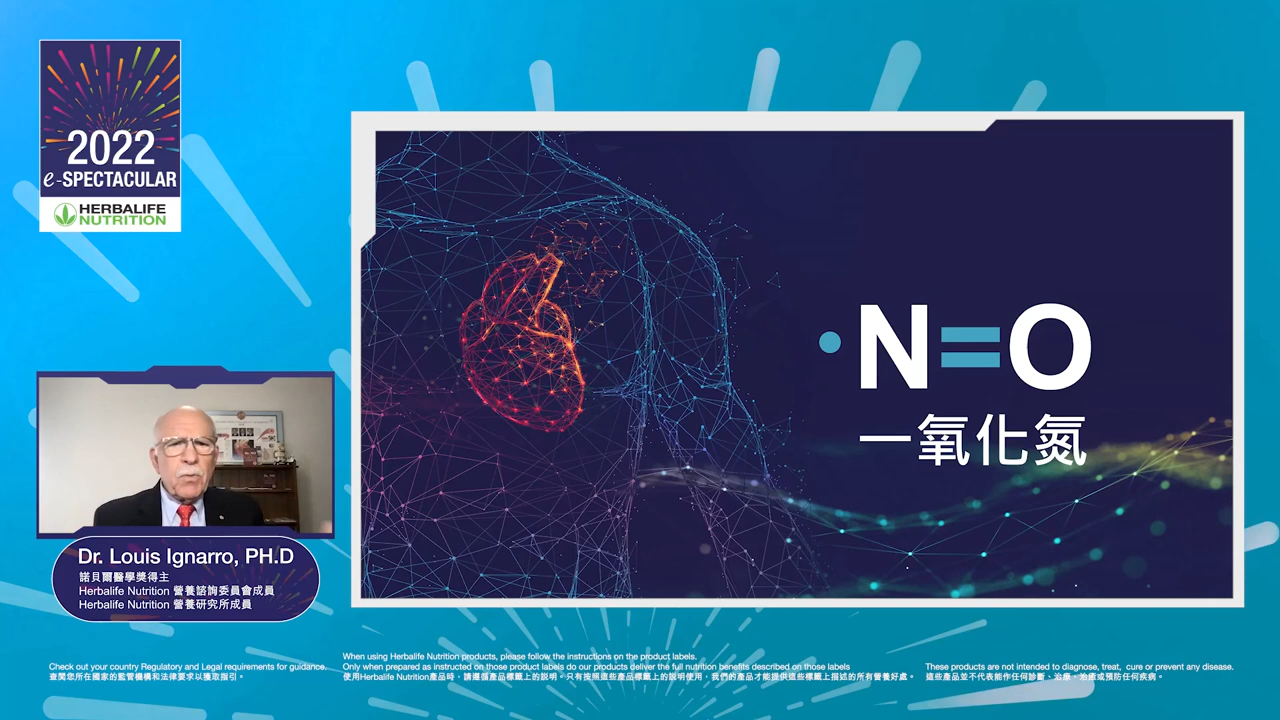 2022
e-SPECTACULAR
HERBALIFE
NUTRITION
N=O
一氧化氮
Dr. Louis Ignarro, PH.D
諾貝爾醫學獎得主
Herbalife Nutrition 營養諮詢委員會成員
Herbalife Nutrition 營養研究所成員
Check out your country Regulatory and Legal requirements for guidance.
查閱您所在國家的監管機構和法律要求以獲取指引。
When using Herbalife Nutrition products, please follow the instructions on the product labels.
Only when prepared as instructed on those product labels do our products deliver the full nutrition benefits described on those labels
使用Herbalife Nutrition產品時，請遵循產品標籤上的說明。只有按照這些產品標籤上的說明使用，我們的產品才能提供這些標籤上描述的所有營養好處。
These products are not intended to diagnose, treat, cure or prevent any disease.
這些產品並不代表能作任何診斷、治療、治癒或預防任何疾病。